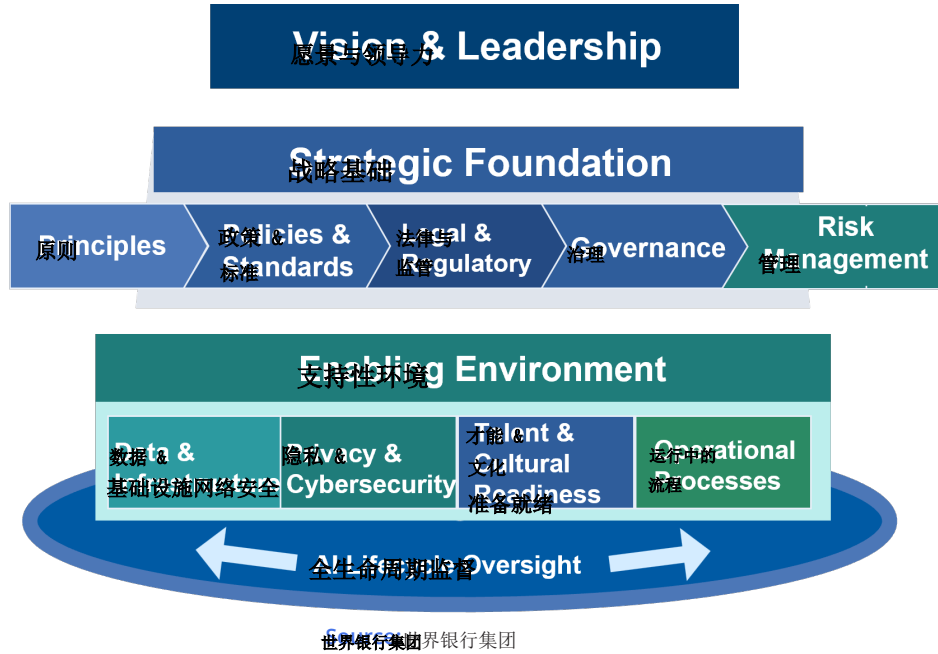 Vision & Leadership
愿景与领导力
Strategic Foundation
战略基础
Principles
原则
Policies &
政策 &
Standards
标准
Legal &
法律与
Regulatory
监管
Governance
治理
Risk
Management
管理
Enabling Environment
支持性环境
Data &
数据 &
基础设施网络安全
Privacy &
隐私 &
Cybersecurity
Talent &
才能 &
Cultural
文化
Readiness
准备就绪
Operational
运行中的
Processes
流程
AI Lifecycle Oversight
全生命周期监督
Source:世界银行集团
世界银行集团